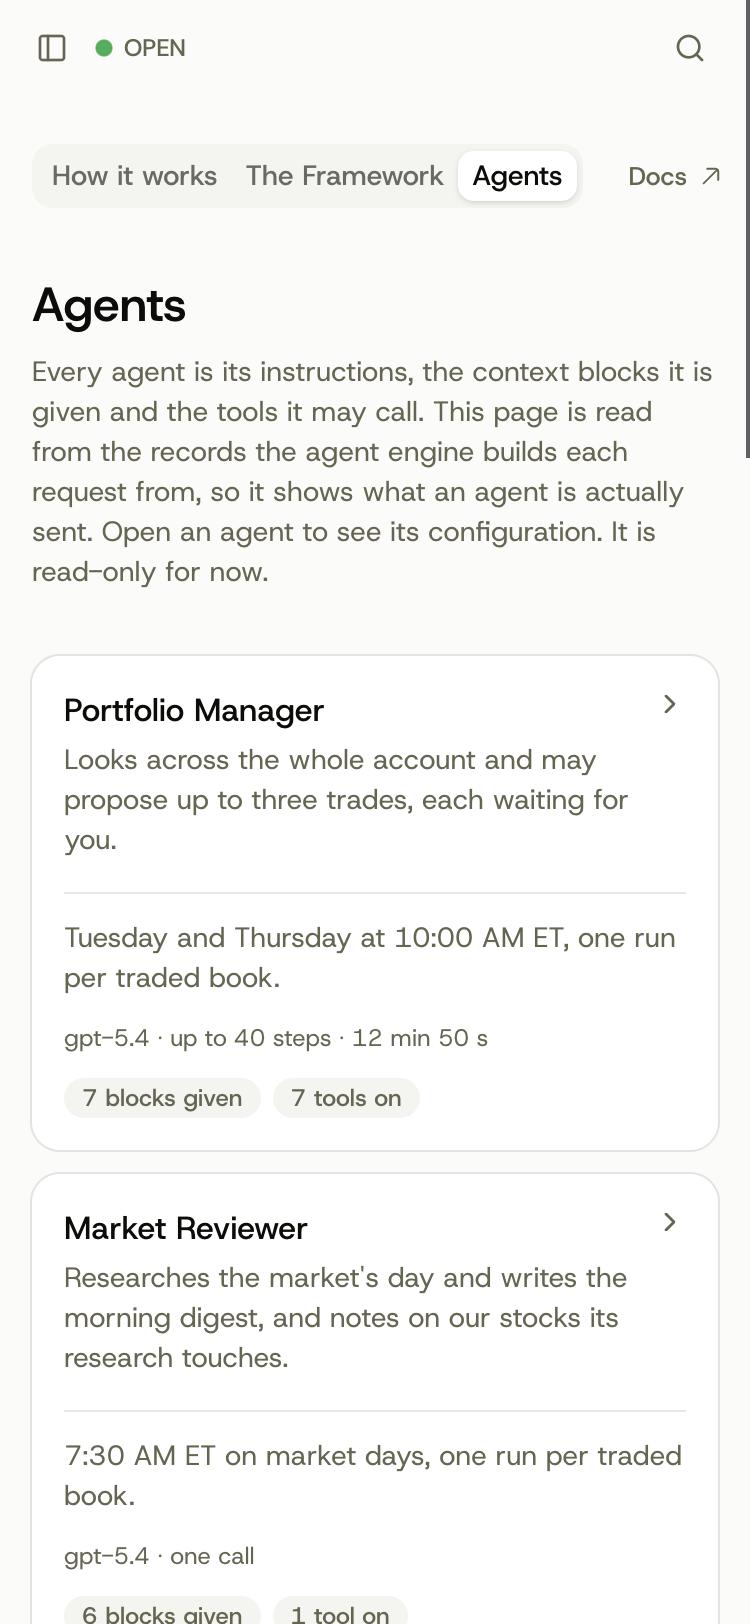 OPEN
How it works
The Framework
Agents
Docs
Agents
Every agent is its instructions, the context blocks it is
given and the tools it may call. This page is read
from the records the agent engine builds each
request from, so it shows what an agent is actually
sent. Open an agent to see its configuration. It is
read-only for now.
Portfolio Manager
Looks across the whole account and may
propose up to three trades, each waiting for
you.
Tuesday and Thursday at 10:00 AM ET, one run
per traded book.
gpt-5.4 · up to 40 steps · 12 min 50 s
7 blocks given
7 tools on
Market Reviewer
Researches the market's day and writes the
morning digest, and notes on our stocks its
research touches.
7:30 AM ET on market days, one run per traded
book.
gpt-5.4 · one call
6 blocks given
1 tool on